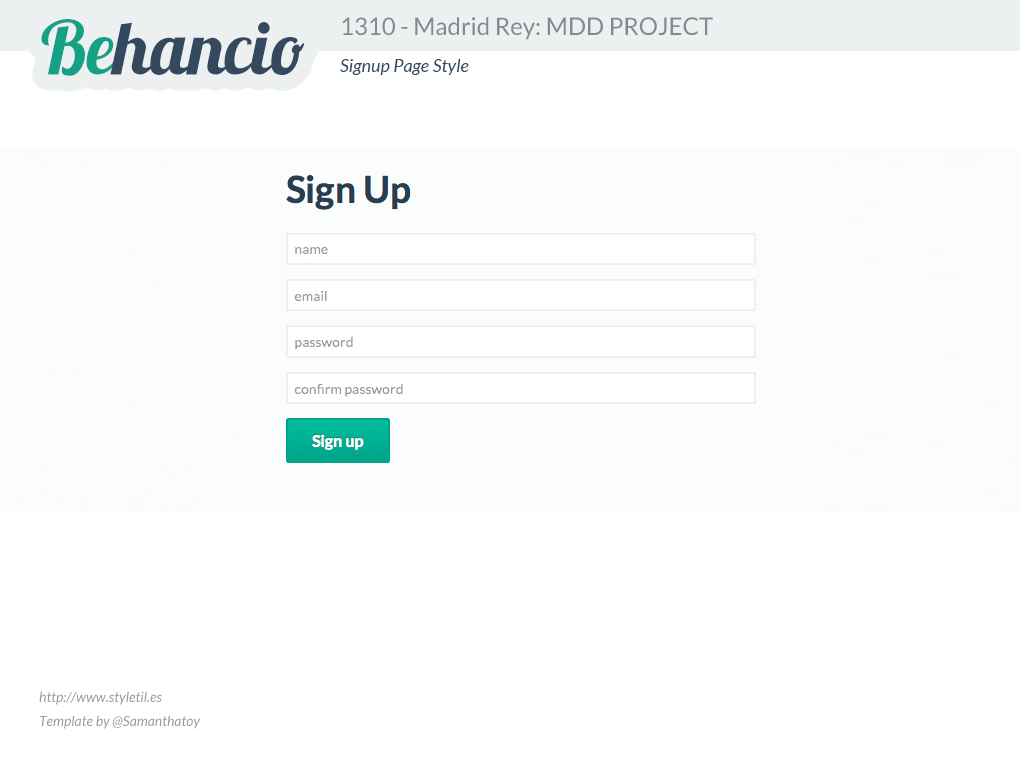 Behancio
1310 - Madrid Rey: MDD PROJECT
Signup Page Style
Sign Up
name
email
password
confirm password
Sign up
http://www.styletil.es
Template by @Samanthatoy